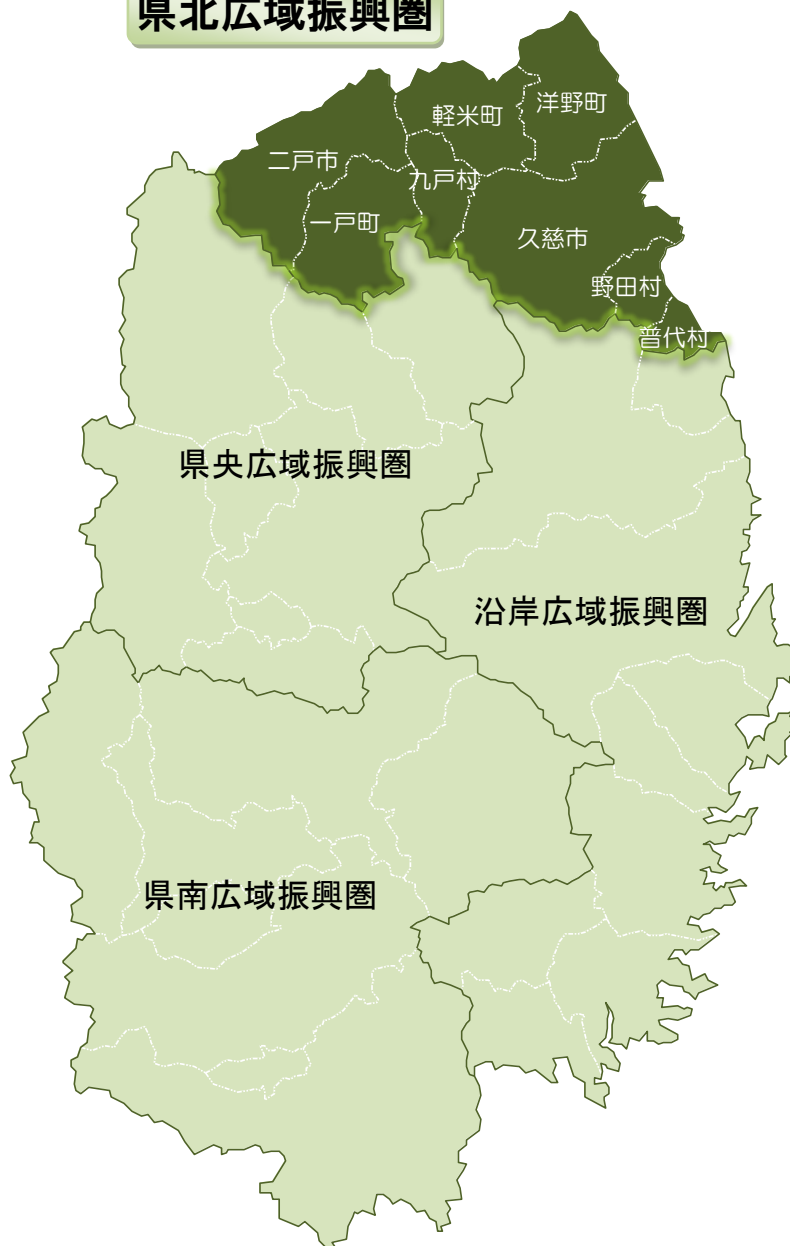 県北広域振興圏
洋野町
軽米町
二戸市
九戸村
一戸町
久慈市
野田村
普代村
県央広域振興圏
沿岸広域振興圏
県南広域振興圏